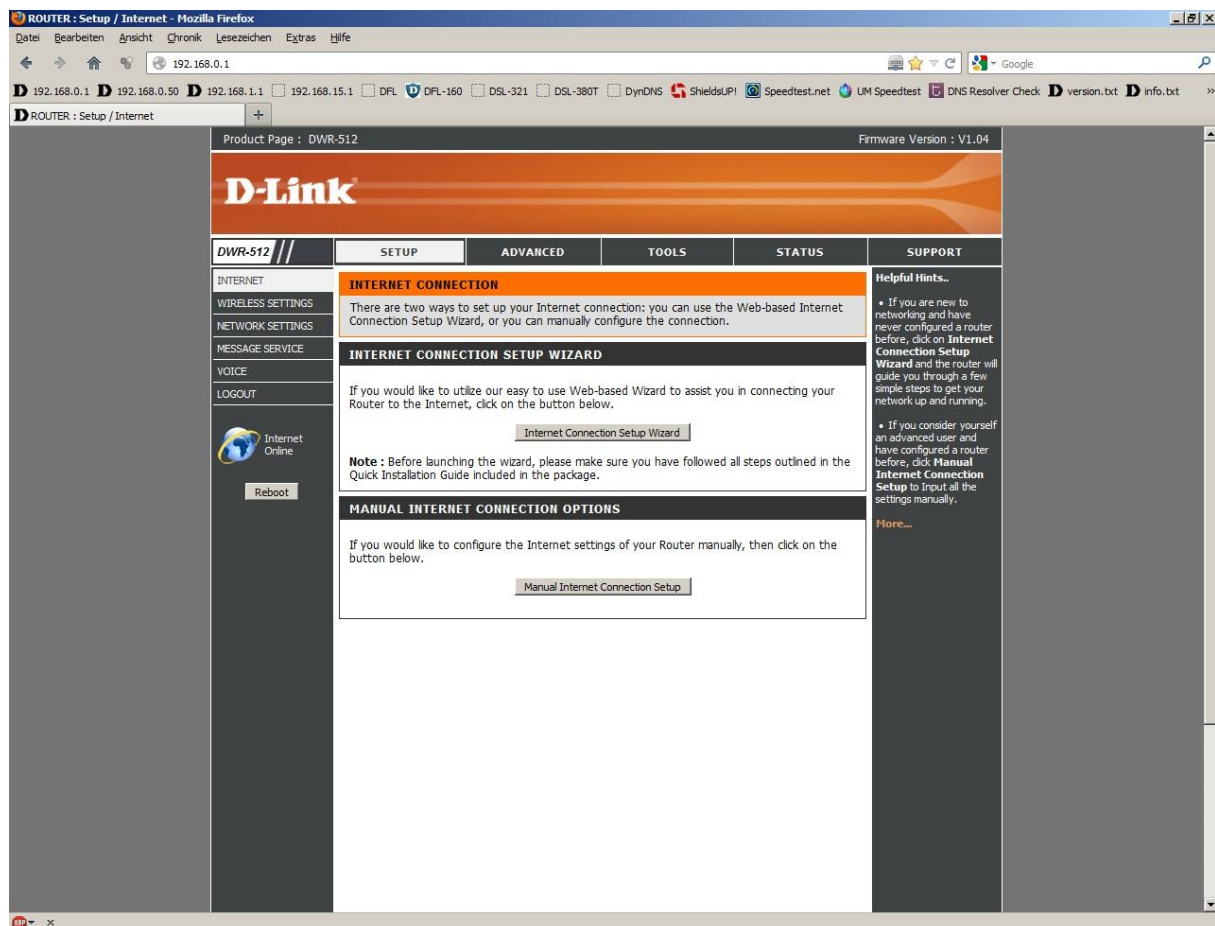 ROUTER : Setup / Internet - Mozilla Firefox
Datei Bearbeiten Ansicht Chronik Lesezeichen Extras Hilfe
192.168.0.1
Google
192.168.0.1 192.168.0.50 192.168.1.1 192.168.15.1 DFL DFL-160 DSL-321 DSL-380T DynDNS ShieldsUP! Speedtest.net UM Speedtest DNS Resolver Check version.txt info.txt »
ROUTER : Setup / Internet +
Product Page : DWR-512
Firmware Version : V1.04
D-Link
DWR-512
SETUP
ADVANCED
TOOLS
STATUS
SUPPORT
INTERNET
WIRELESS SETTINGS
NETWORK SETTINGS
MESSAGE SERVICE
VOICE
LOGOUT
Internet
Online
Reboot
INTERNET CONNECTION
There are two ways to set up your Internet connection: you can use the Web-based Internet
Connection Setup Wizard, or you can manually configure the connection.
INTERNET CONNECTION SETUP WIZARD
If you would like to utilize our easy to use Web-based Wizard to assist you in connecting your
Router to the Internet, click on the button below.
Internet Connection Setup Wizard
Note : Before launching the wizard, please make sure you have followed all steps outlined in the
Quick Installation Guide included in the package.
MANUAL INTERNET CONNECTION OPTIONS
If you would like to configure the Internet settings of your Router manually, then click on the
button below.
Manual Internet Connection Setup
Helpful Hints..
• If you are new to
networking and have
never configured a router
before, click on Internet
Connection Setup
Wizard and the router will
guide you through a few
simple steps to get your
network up and running.
• If you consider yourself
an advanced user and
have configured a router
before, click Manual
Internet Connection
Setup to Input all the
settings manually.
More...
ABP
x